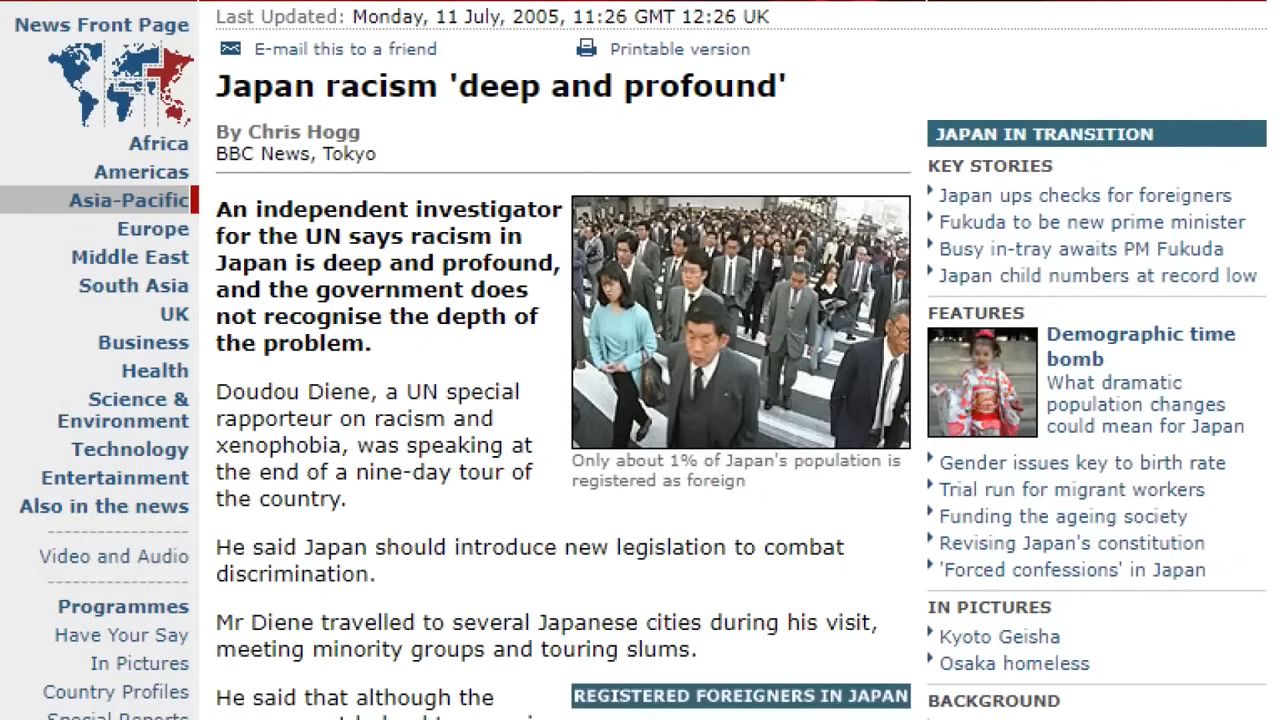 News Front Page
Africa
Americas
Asia-Pacific
Europe
Middle East
South Asia
UK
Business
Health
Science &
Environment
Technology
Entertainment
Also in the news
Video and Audio
Programmes
Have Your Say
In Pictures
Country Profiles
Special Reports
Last Updated: Monday, 11 July, 2005, 11:26 GMT 12:26 UK
E-mail this to a friend
Printable version
Japan racism 'deep and profound'
By Chris Hogg
BBC News, Tokyo
An independent investigator
for the UN says racism in
Japan is deep and profound,
and the government does
not recognise the depth of
the problem.
Only about 1% of Japan's population is
registered as foreign
Doudou Diene, a UN special
rapporteur on racism and
xenophobia, was speaking at
the end of a nine-day tour of
the country.
He said Japan should introduce new legislation to combat
discrimination.
Mr Diene travelled to several Japanese cities during his visit,
meeting minority groups and touring slums.
He said that although the
REGISTERED FOREIGNERS IN JAPAN
JAPAN IN TRANSITION
KEY STORIES
Japan ups checks for foreigners
Fukuda to be new prime minister
Busy in-tray awaits PM Fukuda
Japan child numbers at record low
FEATURES
Demographic time
bomb
What dramatic
population changes
could mean for Japan
Gender issues key to birth rate
Trial run for migrant workers
Funding the ageing society
Revising Japan's constitution
'Forced confessions' in Japan
IN PICTURES
Kyoto Geisha
Osaka homeless
BACKGROUND